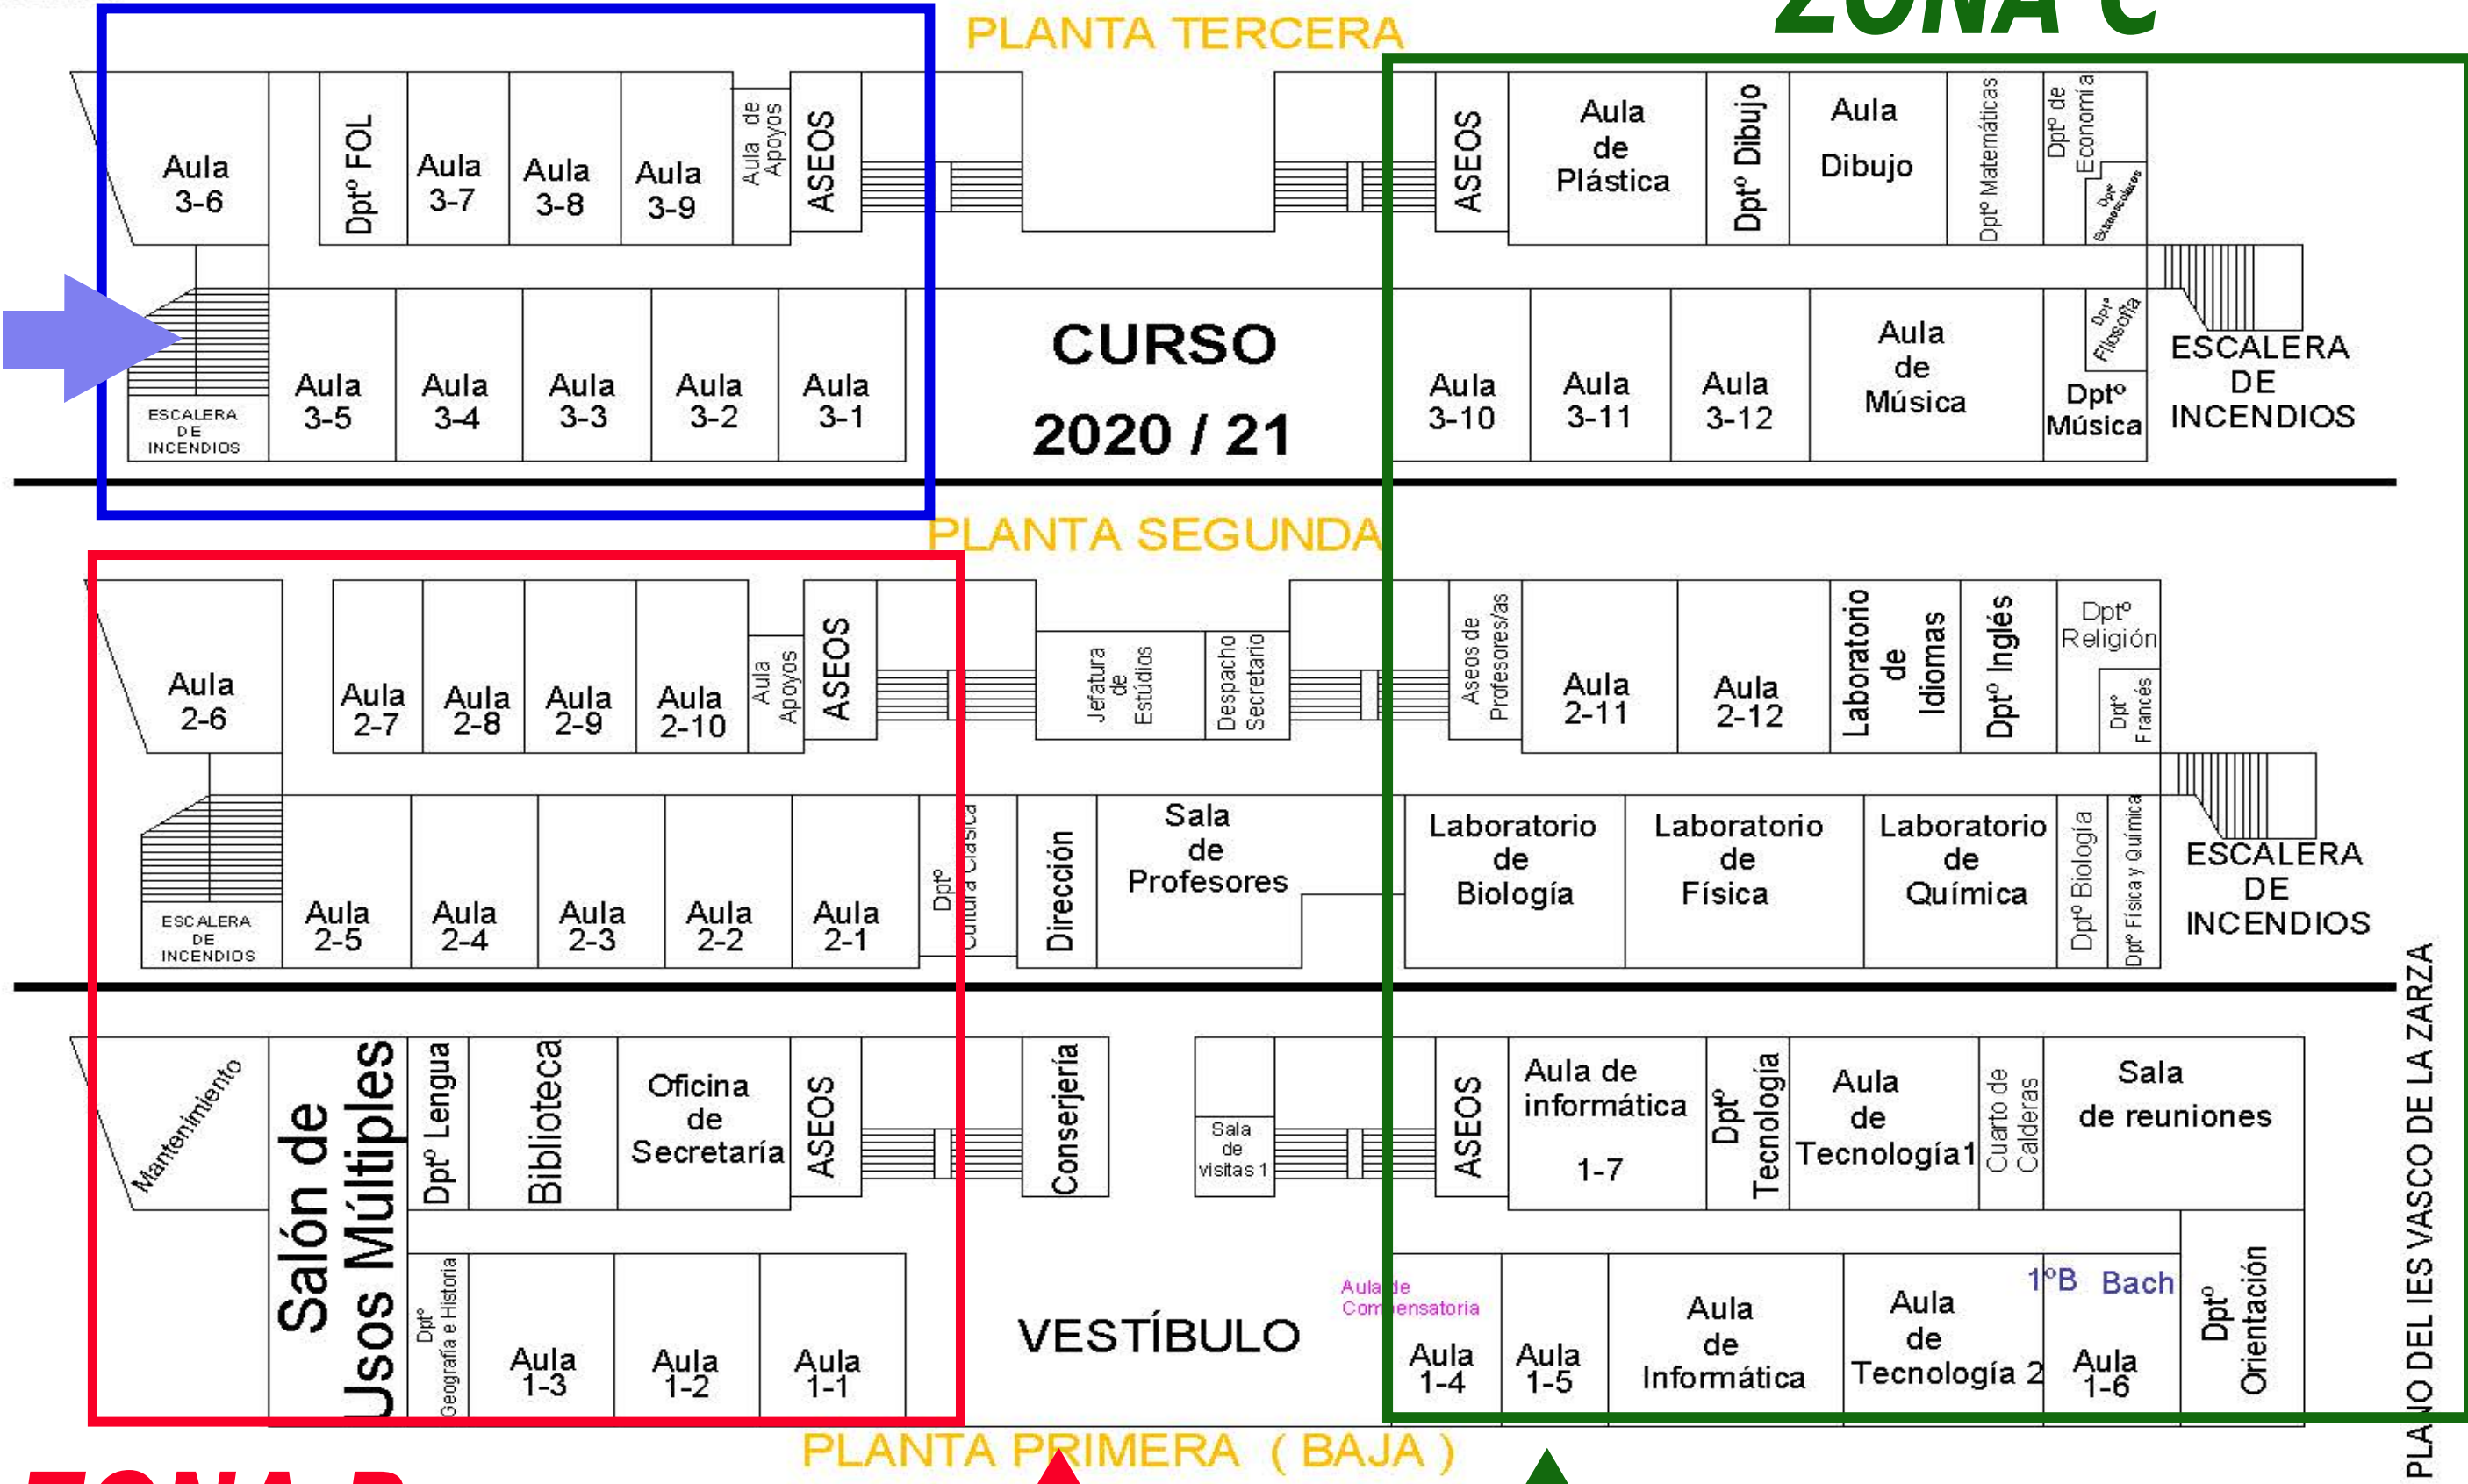 ZONA C
PLANTA TERCERA
Aula
3-6
Dptº FOL
Aula
3-7
Aula
3-8
Aula
3-9
Aula de
Apoyos
ASEOS
ASEOS
Aula
de
Plástica
Dptº Dibujo
Aula
Dibujo
Dptº Matemáticas
Dptº de
Economía
Dptº
Extraescolares
ESCALERA
DE
INCENDIOS
Aula
3-5
Aula
3-4
Aula
3-3
Aula
3-2
Aula
3-1
CURSO
2020 / 21
Aula
3-10
Aula
3-11
Aula
3-12
Aula
de
Música
Dptº
Filosofía
Dptº
Música
ESCALERA
DE
INCENDIOS
PLANTA SEGUNDA
Aula
2-6
Aula
2-7
Aula
2-8
Aula
2-9
Aula
2-10
Aula
Apoyos
ASEOS
Jefatura
de
Estúdios
Despacho
Secretario
Aseos de
Profesores/as
Aula
2-11
Aula
2-12
Laboratorio
de
Idiomas
Dptº Inglés
Dptº
Religión
Dptº
Francés
ESCALERA
DE
INCENDIOS
Aula
2-5
Aula
2-4
Aula
2-3
Aula
2-2
Aula
2-1
Dptº
Cultura Clásica
Dirección
Sala
de
Profesores
Laboratorio
de
Biología
Laboratorio
de
Física
Laboratorio
de
Química
Dptº Biología
Dptº Física y Química
ESCALERA
DE
INCENDIOS
Mantenimiento
Salón de
Usos Múltiples
Dptº Lengua
Biblioteca
Oficina
de
Secretaría
ASEOS
Conserjería
Sala
de
visitas 1
ASEOS
Aula de
informática
1-7
Dptº
Tecnología
Aula
de
Tecnología1
Cuarto de
Calderas
Sala
de reuniones
Dptº
Geografía e Historia
Aula
1-3
Aula
1-2
Aula
1-1
VESTÍBULO
Aula de
Compensatoria
Aula
1-4
Aula
1-5
Aula
de
Informática
Aula
de
Tecnología 2
1ºB Bach
Aula
1-6
Dptº
Orientación
PLANO DEL IES VASCO DE LA ZARZA
PLANTA PRIMERA ( BAJA )
ZONA B